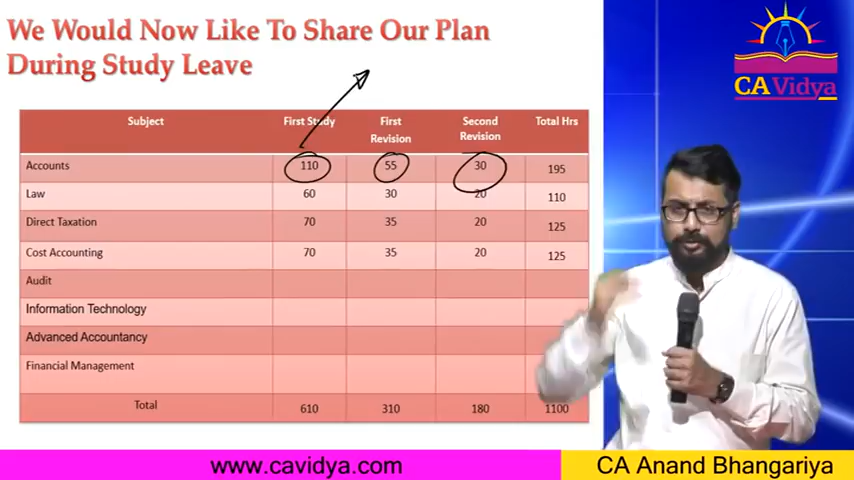 We Would Now Like To Share Our Plan
During Study Leave
CA Vidya
Subject First Study First Revision Second Revision Total Hrs
Accounts 110 55 30 195
Law 60 30 20 110
Direct Taxation 70 35 20 125
Cost Accounting 70 35 20 125
Audit
Information Technology
Advanced Accountancy
Financial Management
Total 610 310 180 1100
www.cavidya.com CA Anand Bhangariya